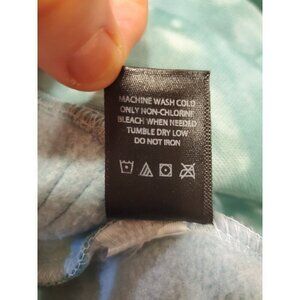 MACHINE WASH COLD
ONLY NON-CHLORINE
BLEACH WHEN NEEDED
TUMBLE DRY LOW
DO NOT IRON